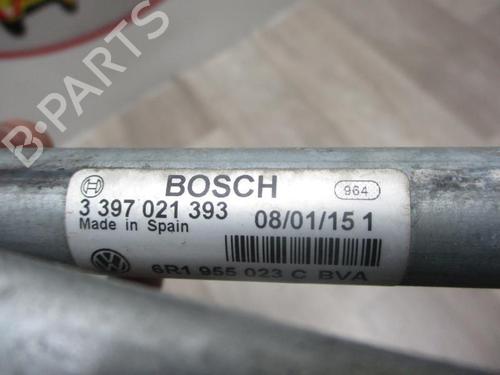 BOSCH 964
3 397 021 393 08/01/15 1
Made in Spain
6R1 955 023 C BVA
B-PARTS